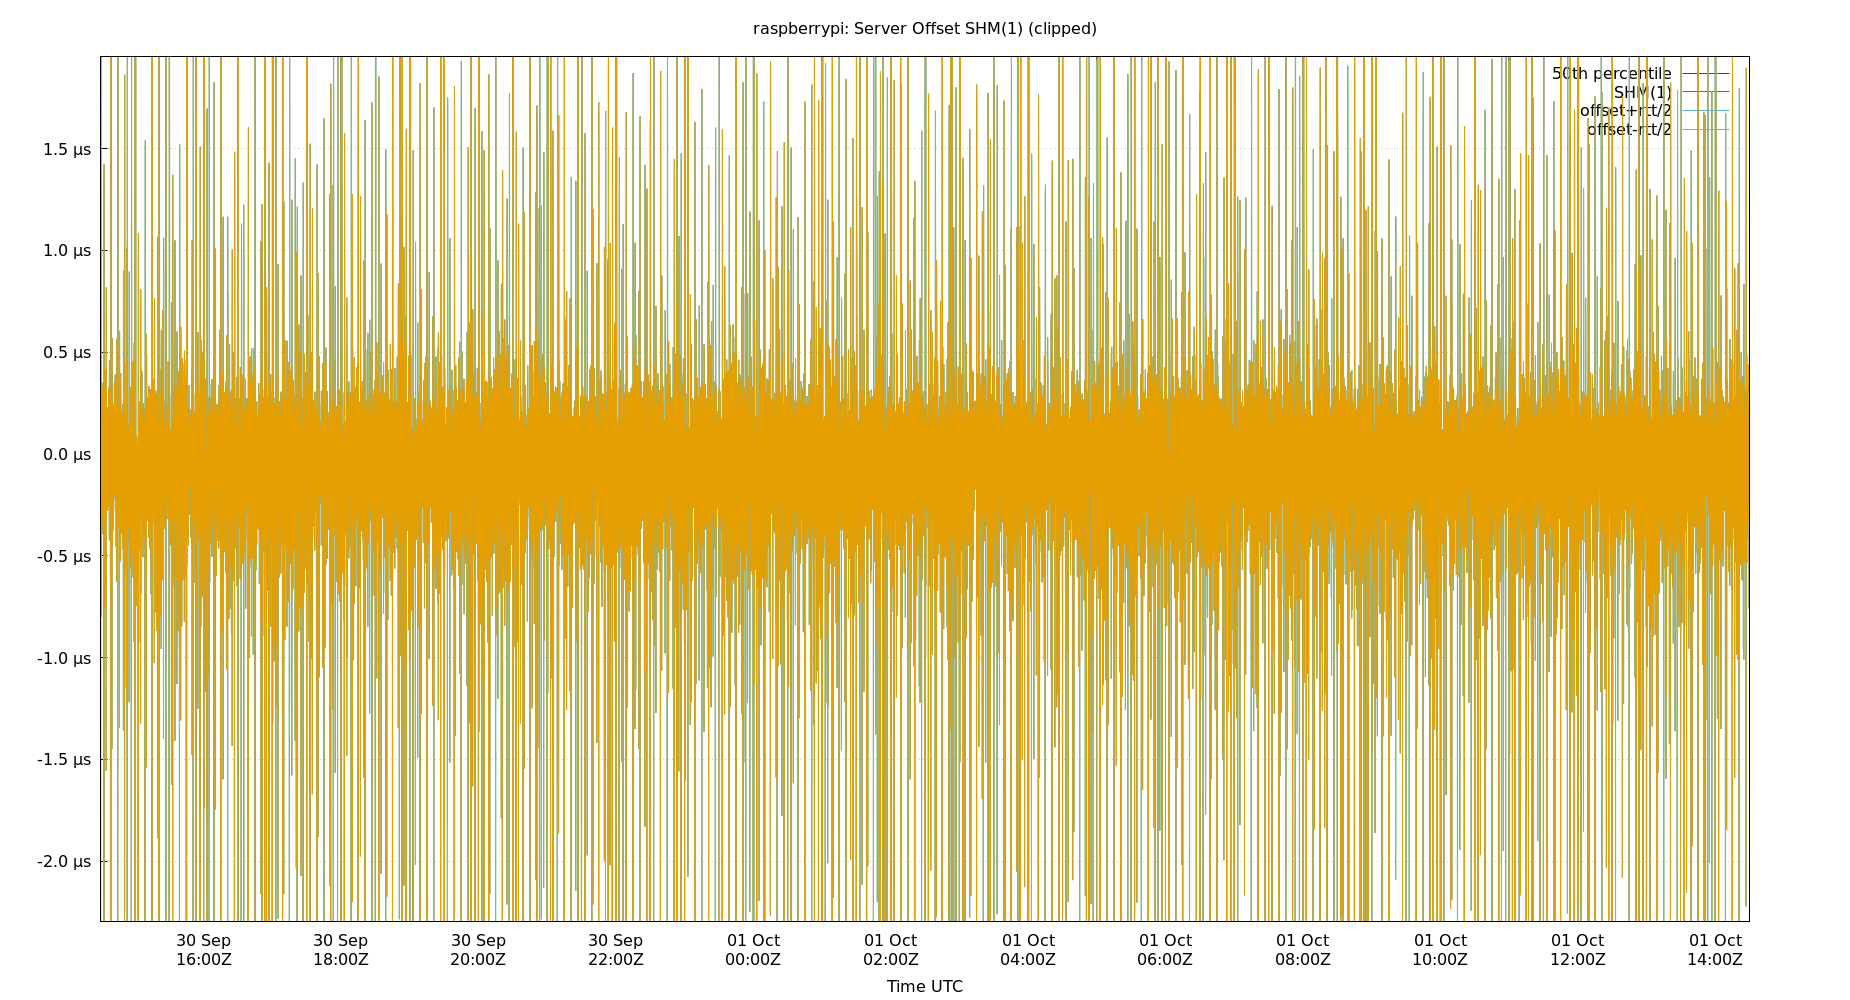 raspberrypi: Server Offset SHM(1) (clipped)
50th percentile
SHM(1)
offset+rtt/2
offset-rtt/2
1.5 µs
1.0 µs
0.5 µs
0.0 µs
-0.5 µs
-1.0 µs
-1.5 µs
-2.0 µs
30 Sep 30 Sep 30 Sep 30 Sep 01 Oct 01 Oct 01 Oct 01 Oct 01 Oct 01 Oct 01 Oct 01 Oct
16:00Z 18:00Z 20:00Z 22:00Z 00:00Z 02:00Z 04:00Z 06:00Z 08:00Z 10:00Z 12:00Z 14:00Z
Time UTC